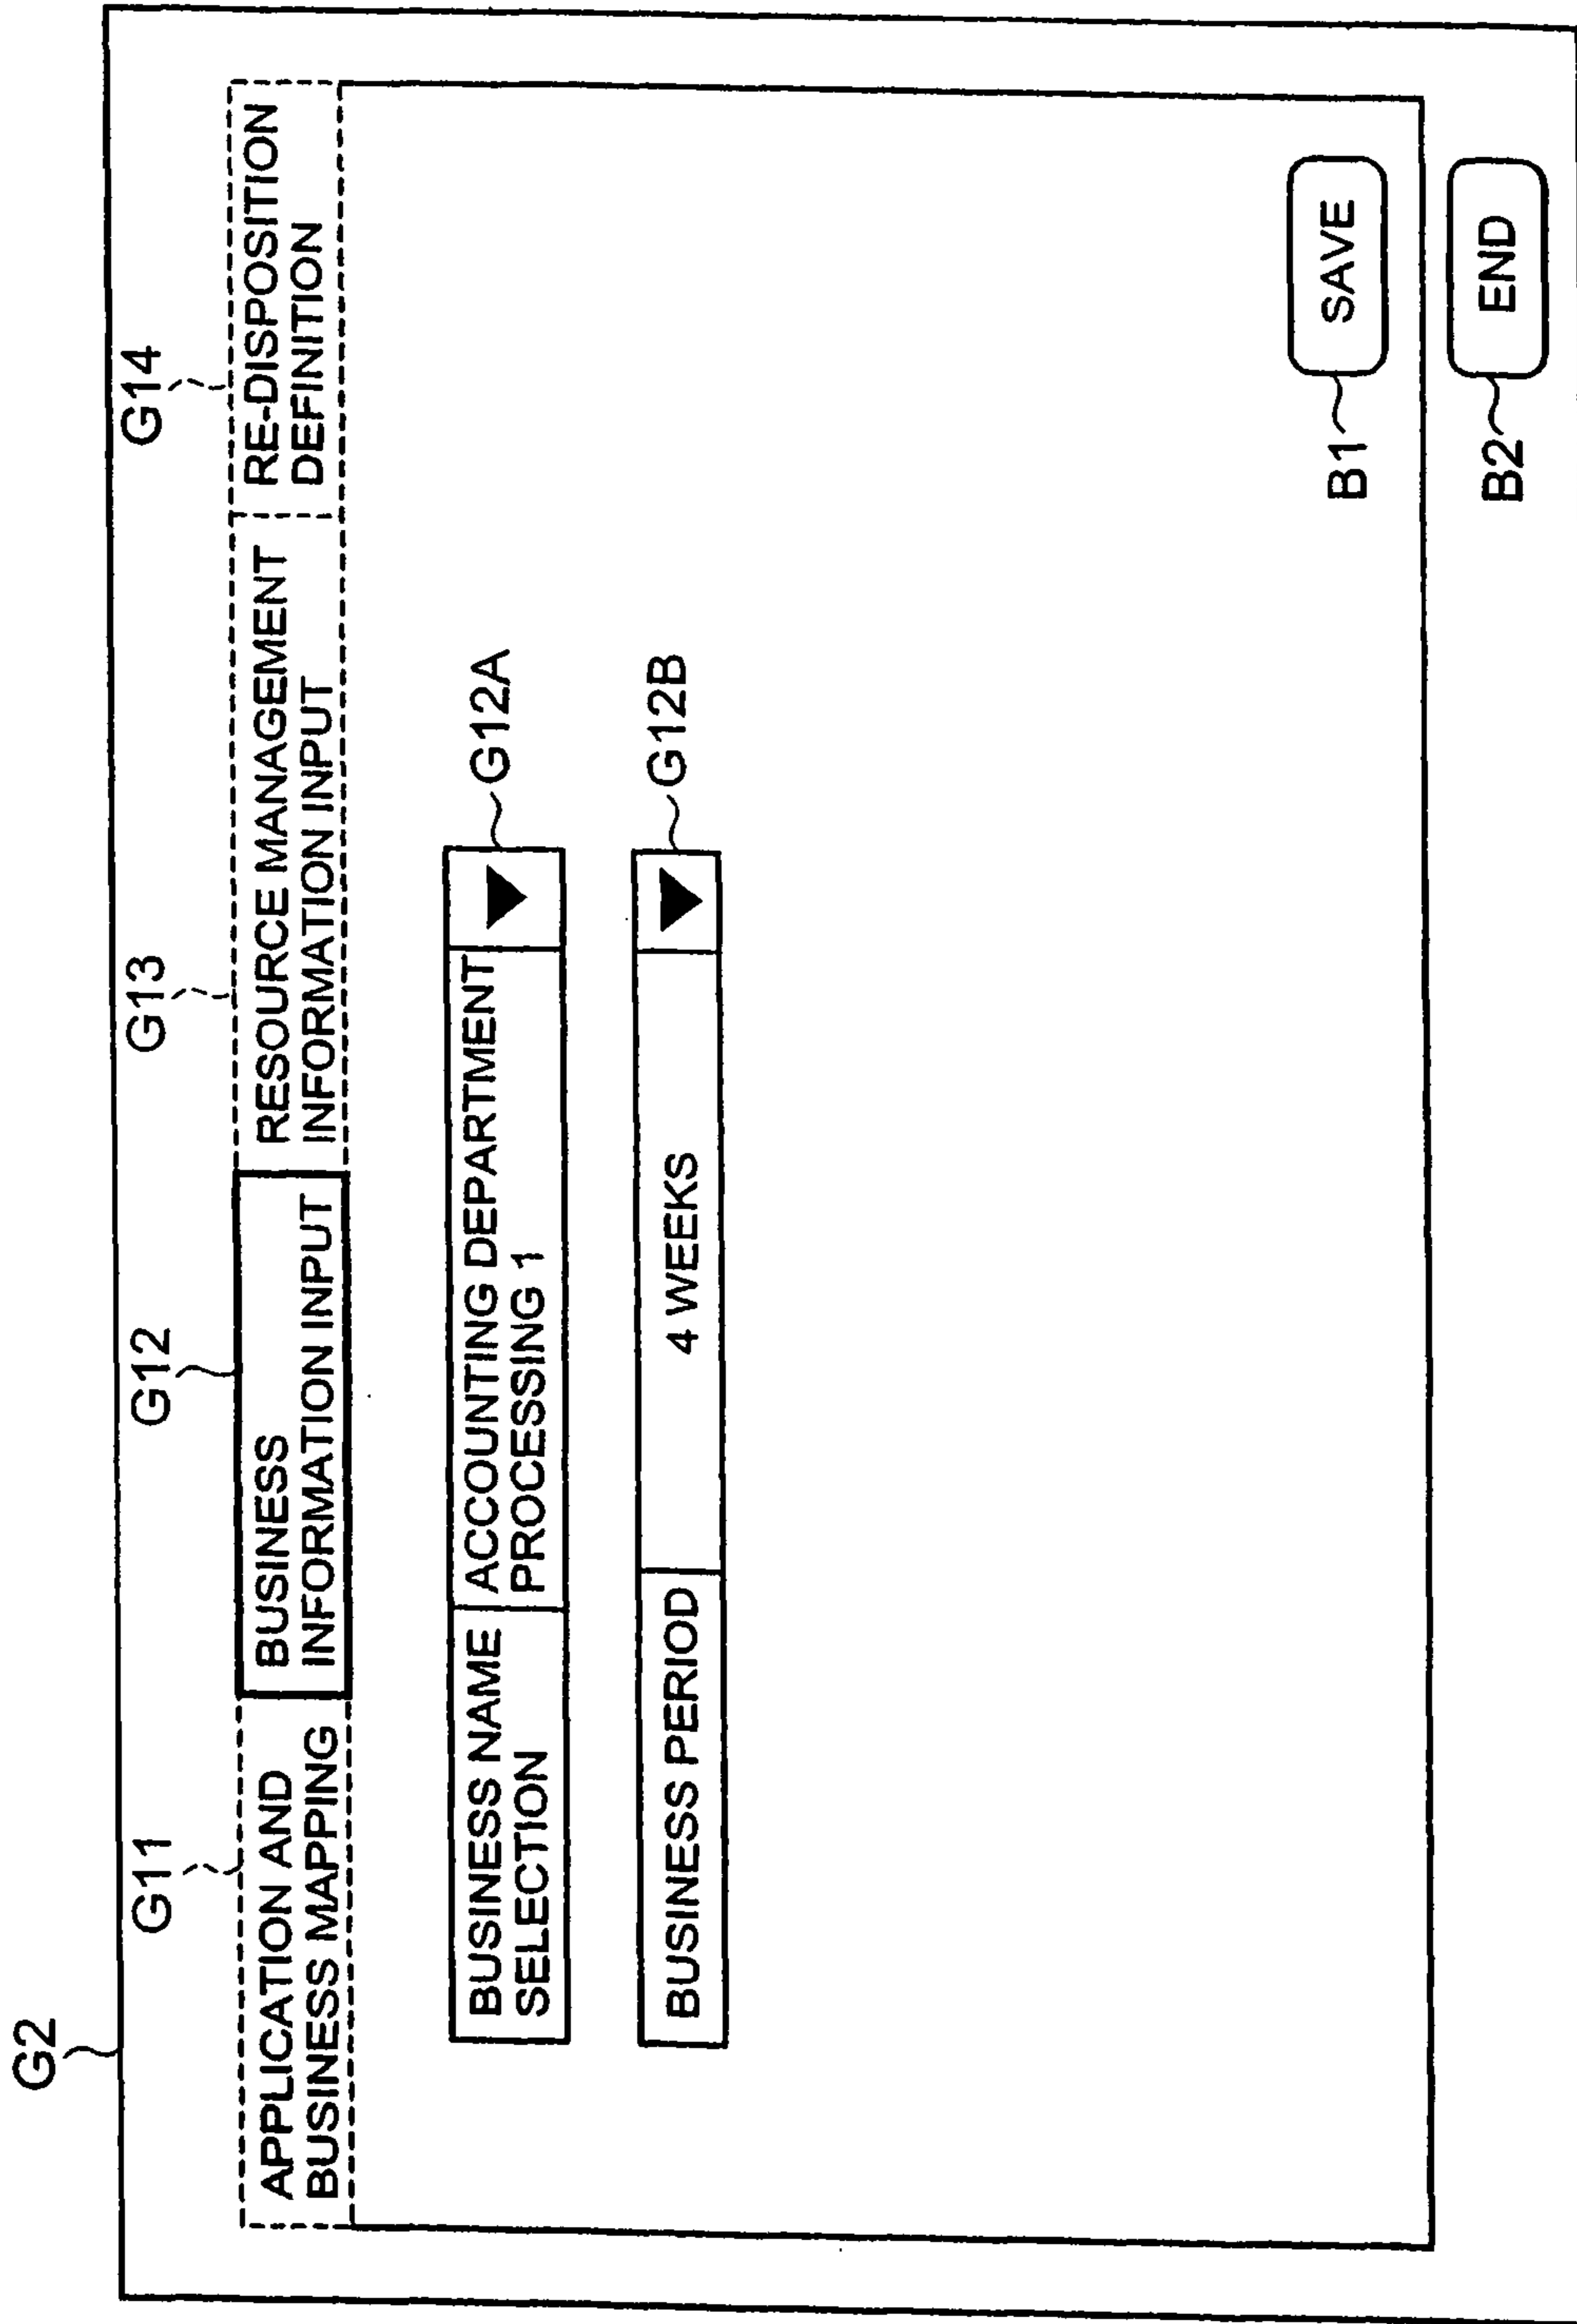 G2
G11
G12
G13
G14
APPLICATION AND
BUSINESS MAPPING
BUSINESS
INFORMATION INPUT
RESOURCE MANAGEMENT
INFORMATION INPUT
RE-DISPOSITION
DEFINITION
BUSINESS NAME
SELECTION
ACCOUNTING DEPARTMENT
PROCESSING 1
G12A
BUSINESS PERIOD
4 WEEKS
G12B
B1
SAVE
B2
END